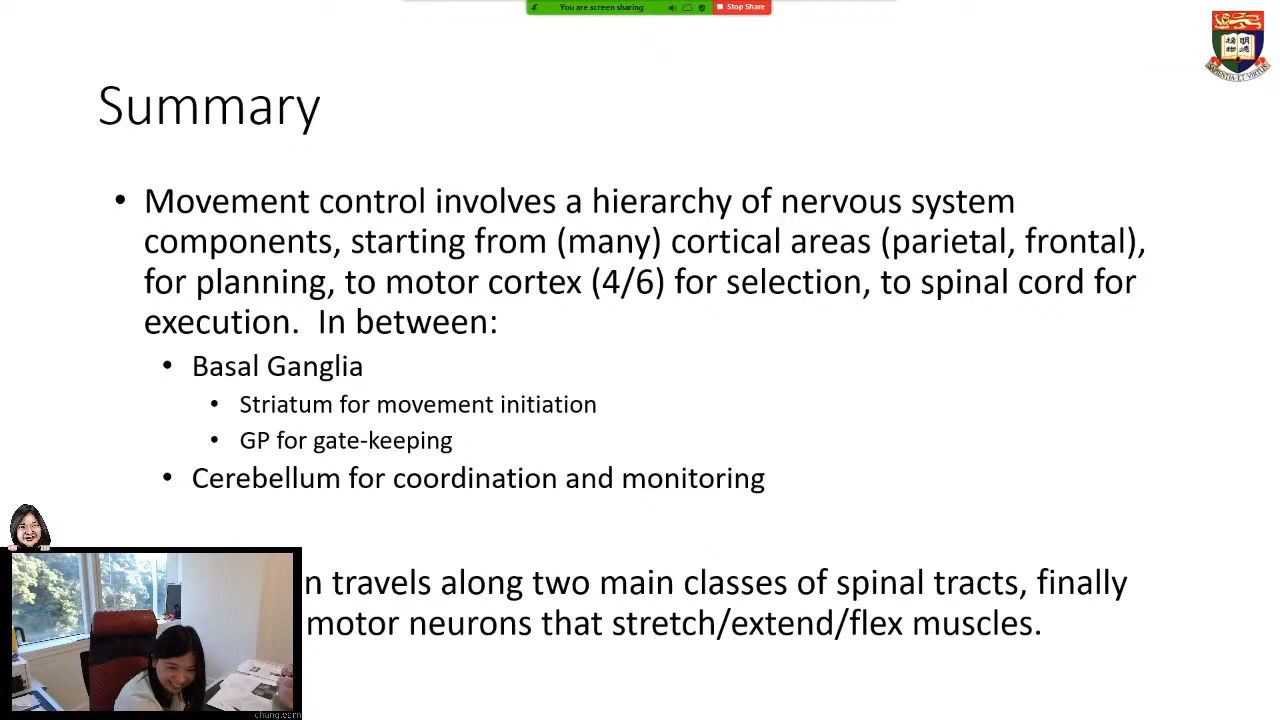 You are screen sharing
Stop Share
Summary
• Movement control involves a hierarchy of nervous system
components, starting from (many) cortical areas (parietal, frontal),
for planning, to motor cortex (4/6) for selection, to spinal cord for
execution. In between:
• Basal Ganglia
• Striatum for movement initiation
• GP for gate-keeping
• Cerebellum for coordination and monitoring
n travels along two main classes of spinal tracts, finally
motor neurons that stretch/extend/flex muscles.